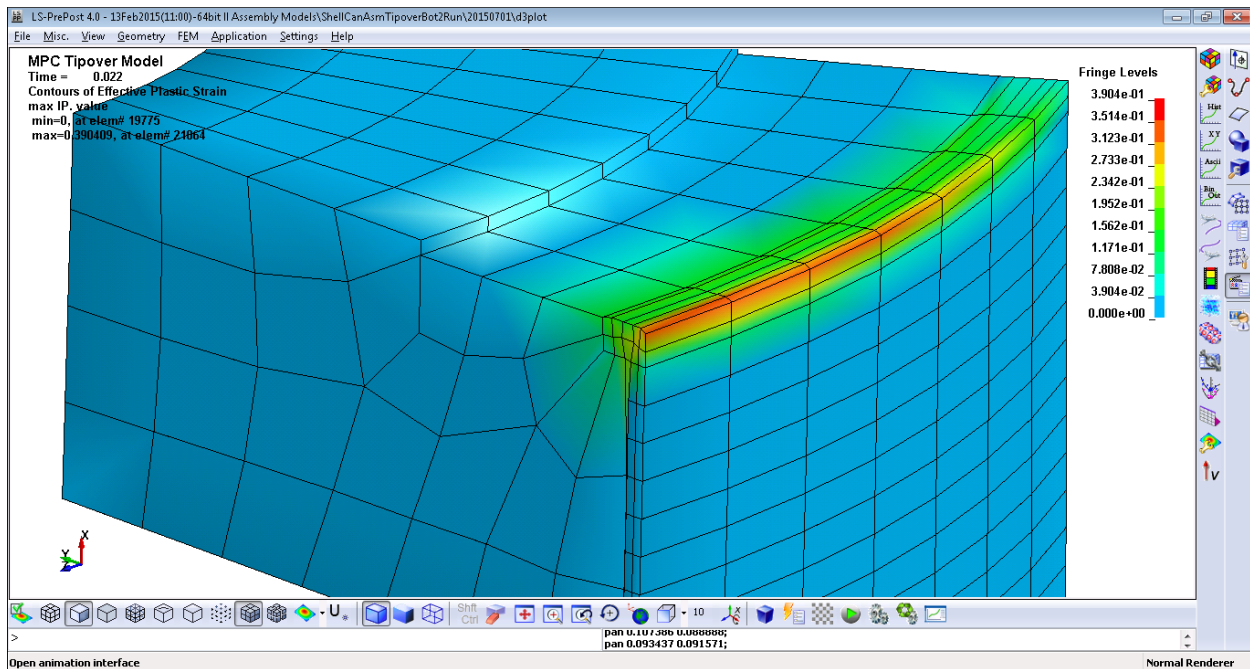 LS-PrePost 4.0 - 13Feb2015(11:00)-64bit II Assembly Models\ShellCanAsmTipoverBot2Run\20150701\d3plot
File Misc. View Geometry FEM Application Settings Help
MPC Tipover Model
Time = 0.022
Contours of Effective Plastic Strain
max IP. value
min=0, at elem# 19775
max=0.390409, at elem# 21864
Fringe Levels
3.904e-01
3.514e-01
3.123e-01
2.733e-01
2.342e-01
1.952e-01
1.562e-01
1.171e-01
7.808e-02
3.904e-02
0.000e+00
Hist
X Y
Ascii
Bin
Out
V
X
Y
U
Shft
Ctrl
10
>
pan 0.107386 0.088888;
pan 0.093437 0.091571;
Open animation interface
Normal Renderer